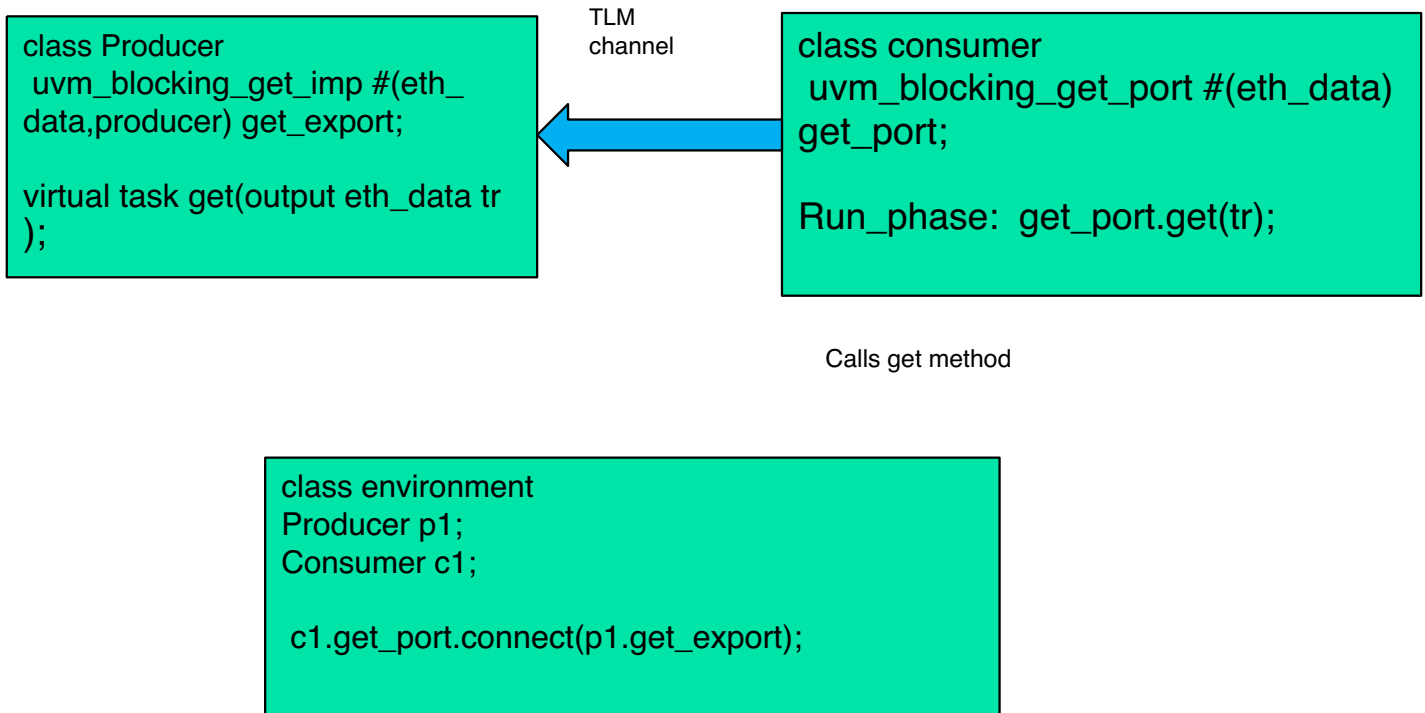 class Producer
uvm_blocking_get_imp #(eth_
data,producer) get_export;
virtual task get(output eth_data tr
);
TLM
channel
class consumer
uvm_blocking_get_port #(eth_data)
get_port;
Run_phase: get_port.get(tr);
Calls get method
class environment
Producer p1;
Consumer c1;
c1.get_port.connect(p1.get_export);